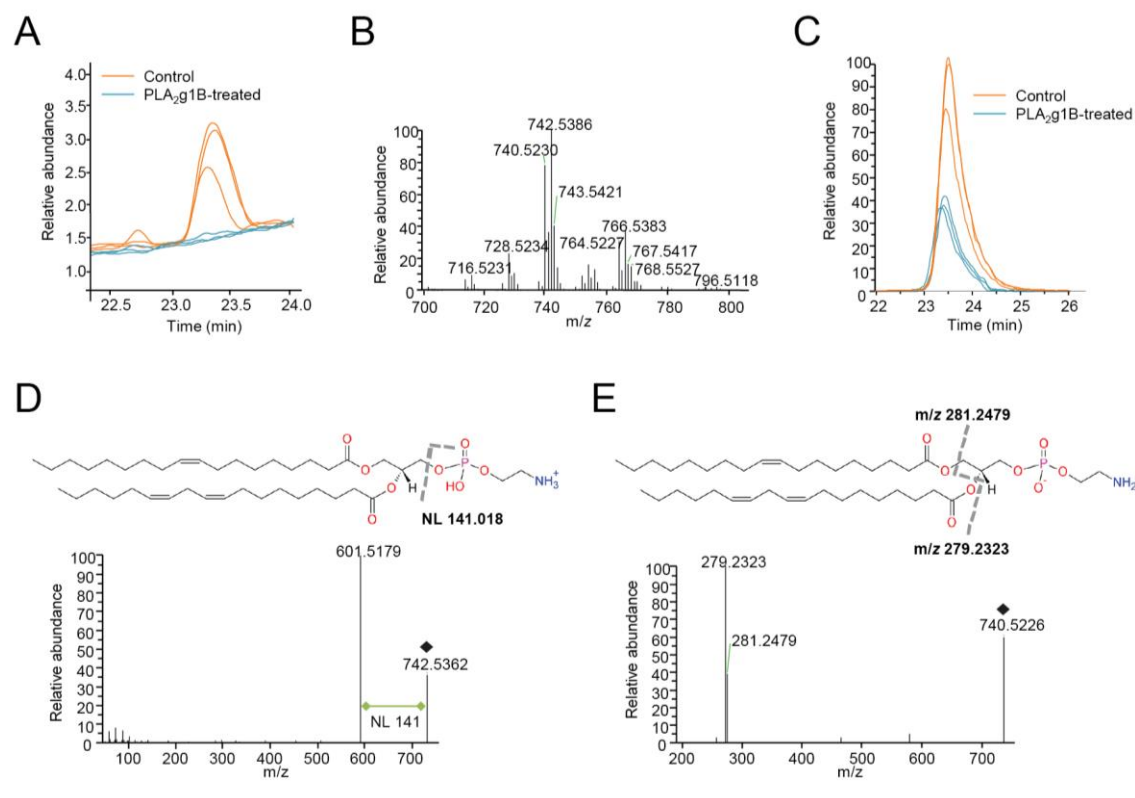 A
Relative abundance
4.0
3.5
3.0
2.5
2.0
1.5
1.0
Control
PLA₂g1B-treated
22.5 23.0 23.5 24.0
Time (min)
B
Relative abundance
100
80
60
40
20
0
742.5386
740.5230
743.5421
728.5234
764.5227
766.5383
767.5417
716.5231
768.5527
796.5118
700 720 740 760 780 800
m/z
C
Relative abundance
100
90
80
70
60
50
40
30
20
10
0
Control
PLA₂g1B-treated
22 23 24 25 26
Time (min)
D
O
O
O
O
P
O
HO
O
H
O
NH₃⁺
NL 141.018
Relative abundance
100
90
80
70
60
50
40
30
20
10
0
601.5179
742.5362
NL 141
100 200 300 400 500 600 700
m/z
E
m/z 281.2479
O
O
O
O
P
O
O⁻
O
H
O
NH₂
m/z 279.2323
Relative abundance
100
90
80
70
60
50
40
30
20
10
0
279.2323
281.2479
740.5226
200 300 400 500 600 700
m/z